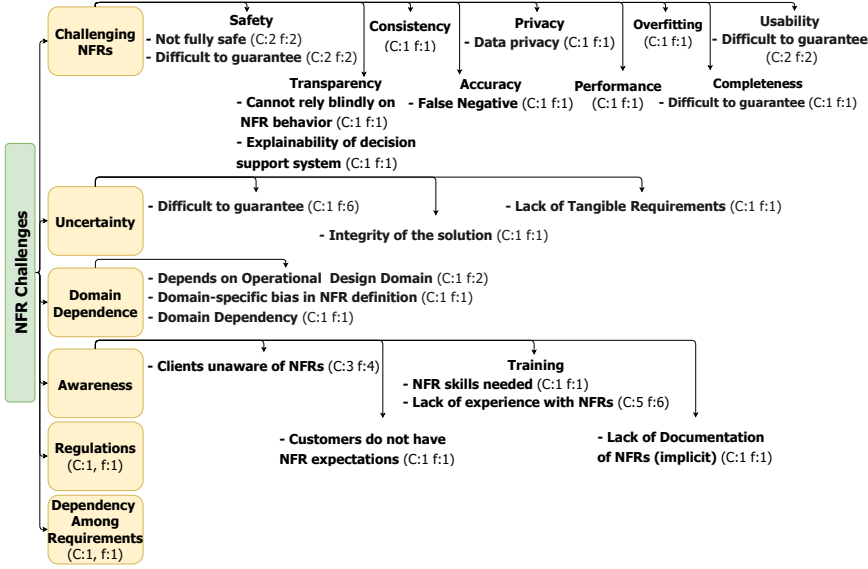 NFR Challenges
Challenging
NFRs
Safety
- Not fully safe (C:2 f:2)
- Difficult to guarantee (C:2 f:2)
Consistency
(C:1 f:1)
Privacy
- Data privacy (C:1 f:1)
Overfitting
(C:1 f:1)
Usability
- Difficult to guarantee
(C:2 f:2)
Transparency
- Cannot rely blindly on
NFR behavior (C:1 f:1)
- Explainability of decision
support system (C:1 f:1)
Accuracy
- False Negative (C:1 f:1)
Performance
(C:1 f:1)
Completeness
- Difficult to guarantee (C:1 f:1)
Uncertainty
- Difficult to guarantee (C:1 f:6)
- Integrity of the solution (C:1 f:1)
- Lack of Tangible Requirements (C:1 f:1)
Domain
Dependence
- Depends on Operational Design Domain (C:1 f:2)
- Domain-specific bias in NFR definition (C:1 f:1)
- Domain Dependency (C:1 f:1)
Awareness
- Clients unaware of NFRs (C:3 f:4)
Training
- NFR skills needed (C:1 f:1)
- Lack of experience with NFRs (C:5 f:6)
- Customers do not have
NFR expectations (C:1 f:1)
- Lack of Documentation
of NFRs (implicit) (C:1 f:1)
Regulations
(C:1, f:1)
Dependency
Among
Requirements
(C:1, f:1)